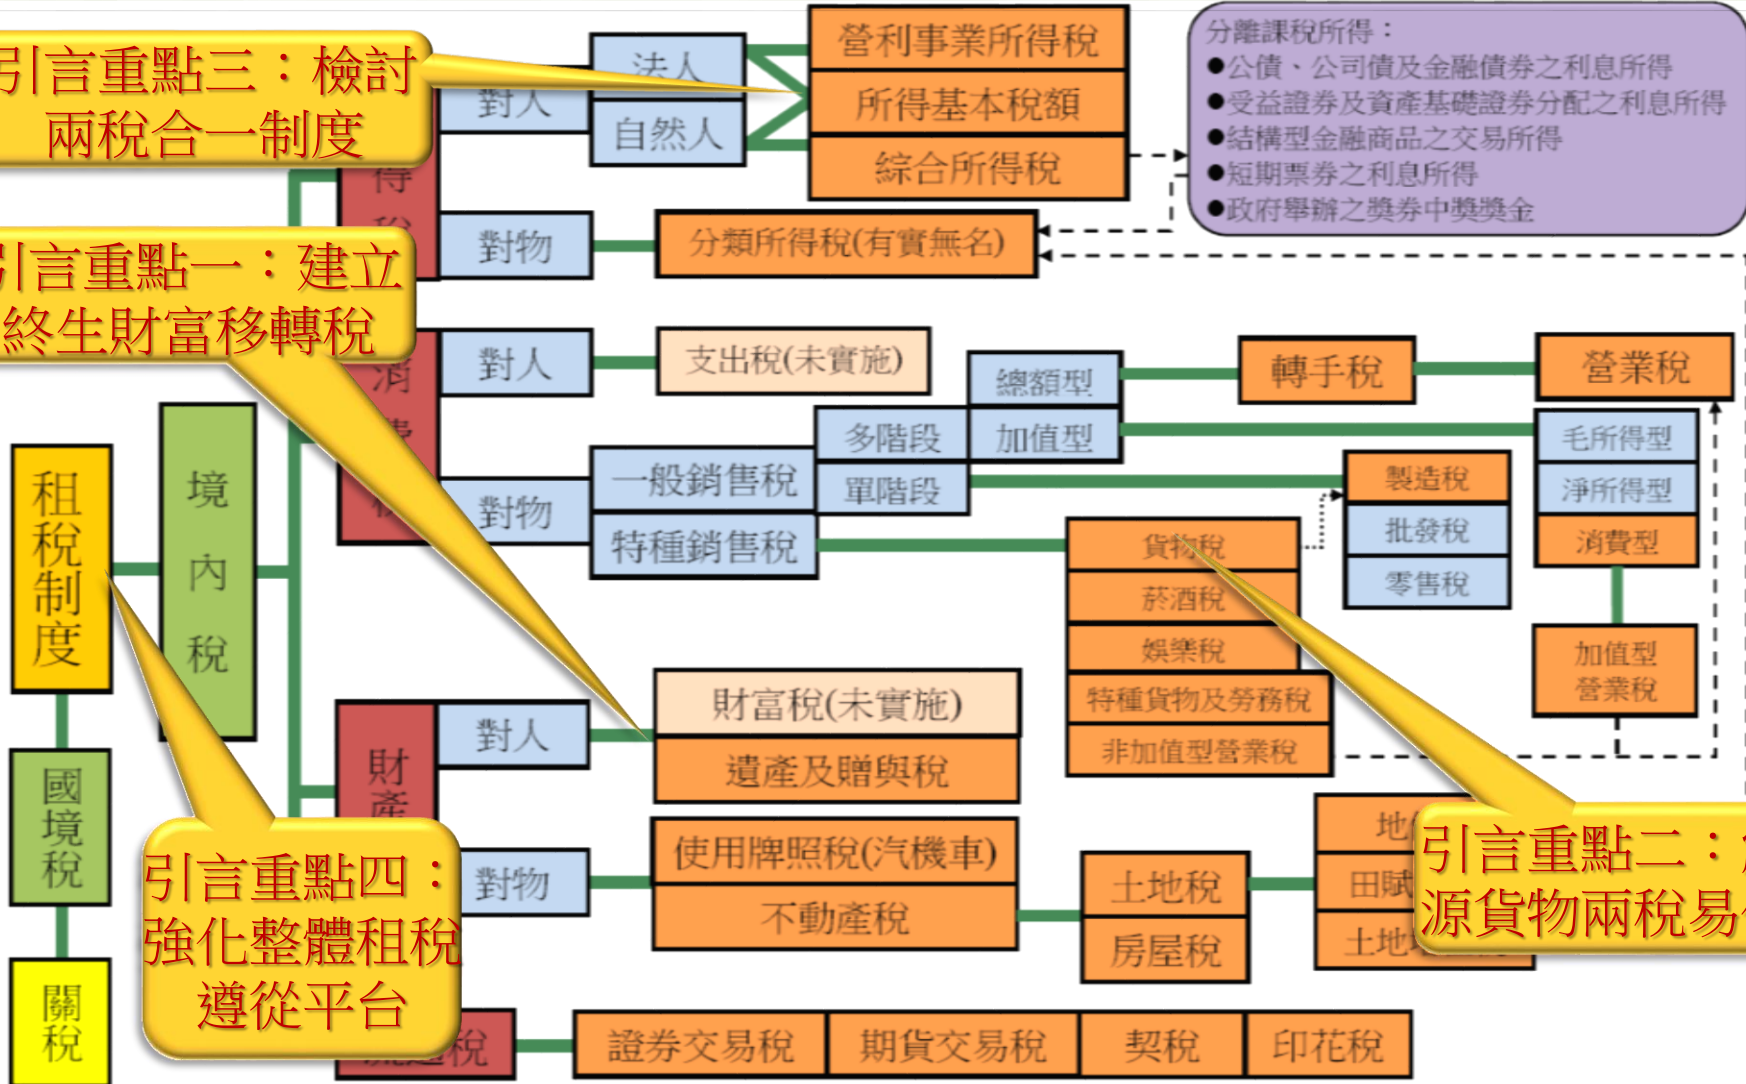 引言重點三：檢討
兩稅合一制度
得
對人
法人
自然人
營利事業所得稅
所得基本稅額
綜合所得稅
分離課稅所得：
●公債、公司債及金融債券之利息所得
●受益證券及資產基礎證券分配之利息所得
●結構型金融商品之交易所得
●短期票券之利息所得
●政府舉辦之獎券中獎獎金
對物
分類所得稅(有實無名)
引言重點一：建立
終生財富移轉稅
消
費
對人
支出稅(未實施)
總額型
轉手稅
營業稅
多階段
加值型
毛所得型
淨所得型
消費型
對物
一般銷售稅
單階段
製造稅
批發稅
零售稅
特種銷售稅
貨物稅
菸酒稅
娛樂稅
特種貨物及勞務稅
非加值型營業稅
加值型
營業稅
租稅制度
境內稅
國境稅
關稅
財產
對人
財富稅(未實施)
遺產及贈與稅
對物
使用牌照稅(汽機車)
不動產稅
土地稅
房屋稅
地
田賦
土地
引言重點二：
源貨物兩稅易
引言重點四：
強化整體租稅
遵從平台
稅
證券交易稅
期貨交易稅
契稅
印花稅